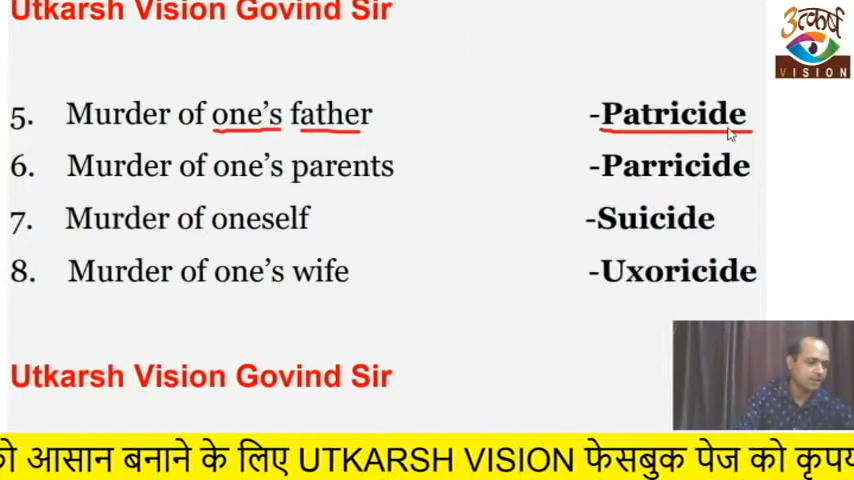 Utkarsh Vision Govind Sir
उत्कर्ष
VISION
5. Murder of one's father -Patricide
6. Murder of one's parents -Parricide
7. Murder of oneself -Suicide
8. Murder of one's wife -Uxoricide
Utkarsh Vision Govind Sir
को आसान बनाने के लिए UTKARSH VISION फेसबुक पेज को कृपय